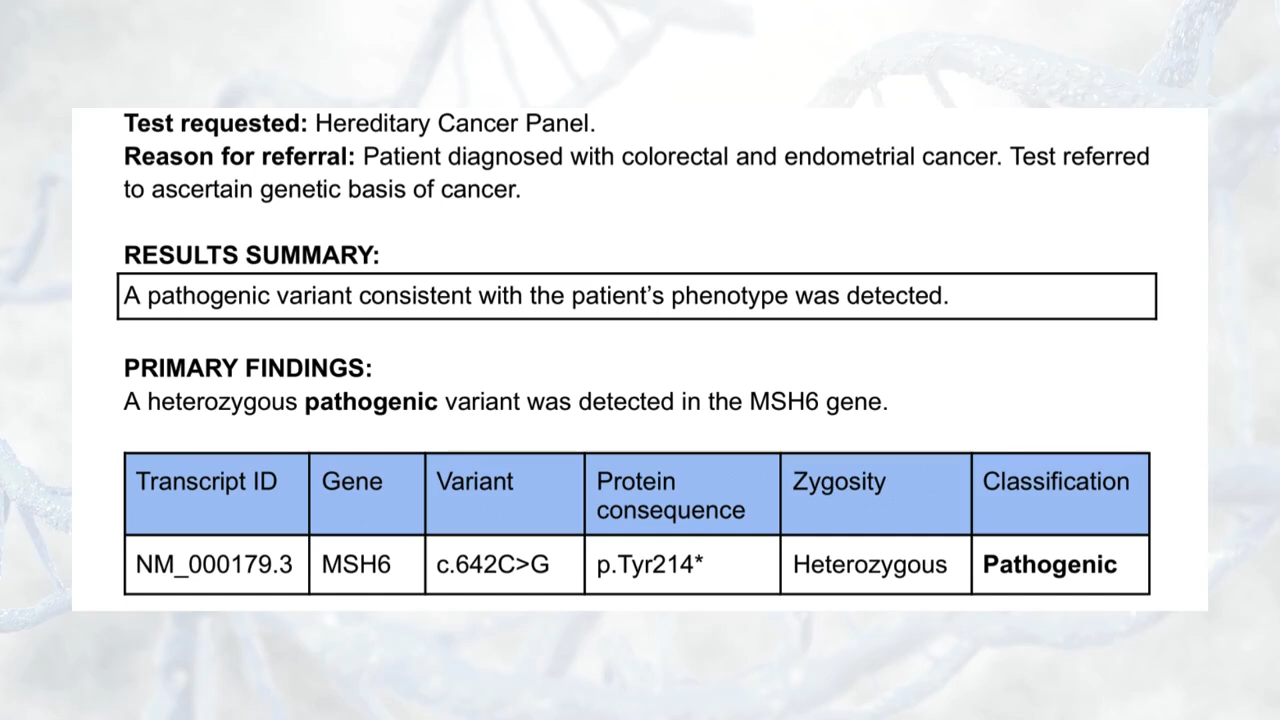 Test requested: Hereditary Cancer Panel.
Reason for referral: Patient diagnosed with colorectal and endometrial cancer. Test referred
to ascertain genetic basis of cancer.
RESULTS SUMMARY:
A pathogenic variant consistent with the patient’s phenotype was detected.
PRIMARY FINDINGS:
A heterozygous pathogenic variant was detected in the MSH6 gene.
Transcript ID Gene Variant Protein consequence Zygosity Classification
NM_000179.3 MSH6 c.642C>G p.Tyr214* Heterozygous Pathogenic